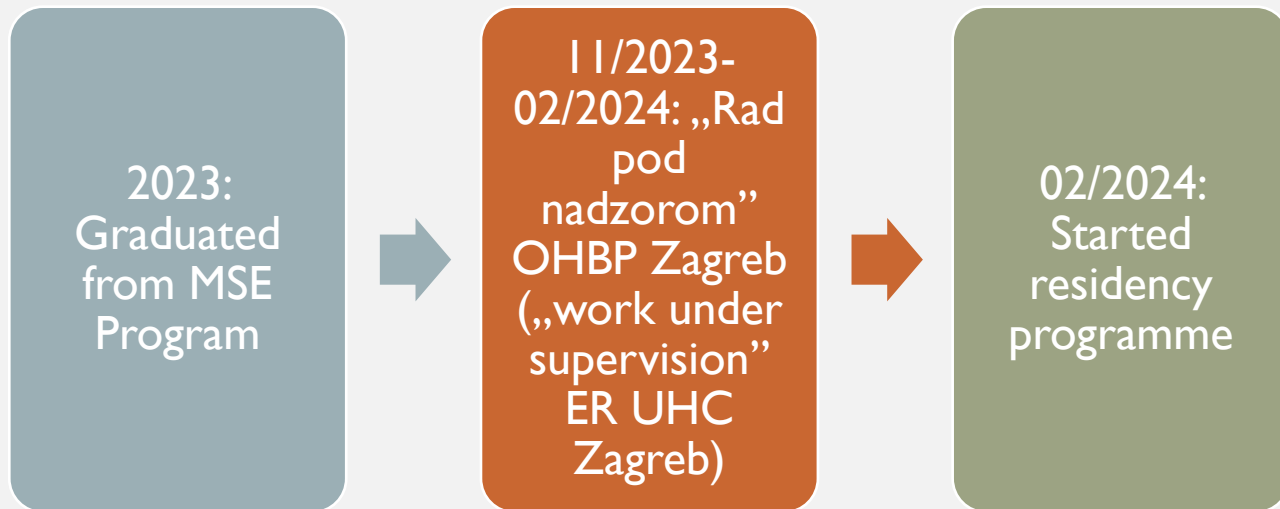 2023:
Graduated
from MSE
Program
11/2023-
02/2024: „Rad
pod
nadzorom”
OHBP Zagreb
(„work under
supervision”
ER UHC
Zagreb)
02/2024:
Started
residency
programme